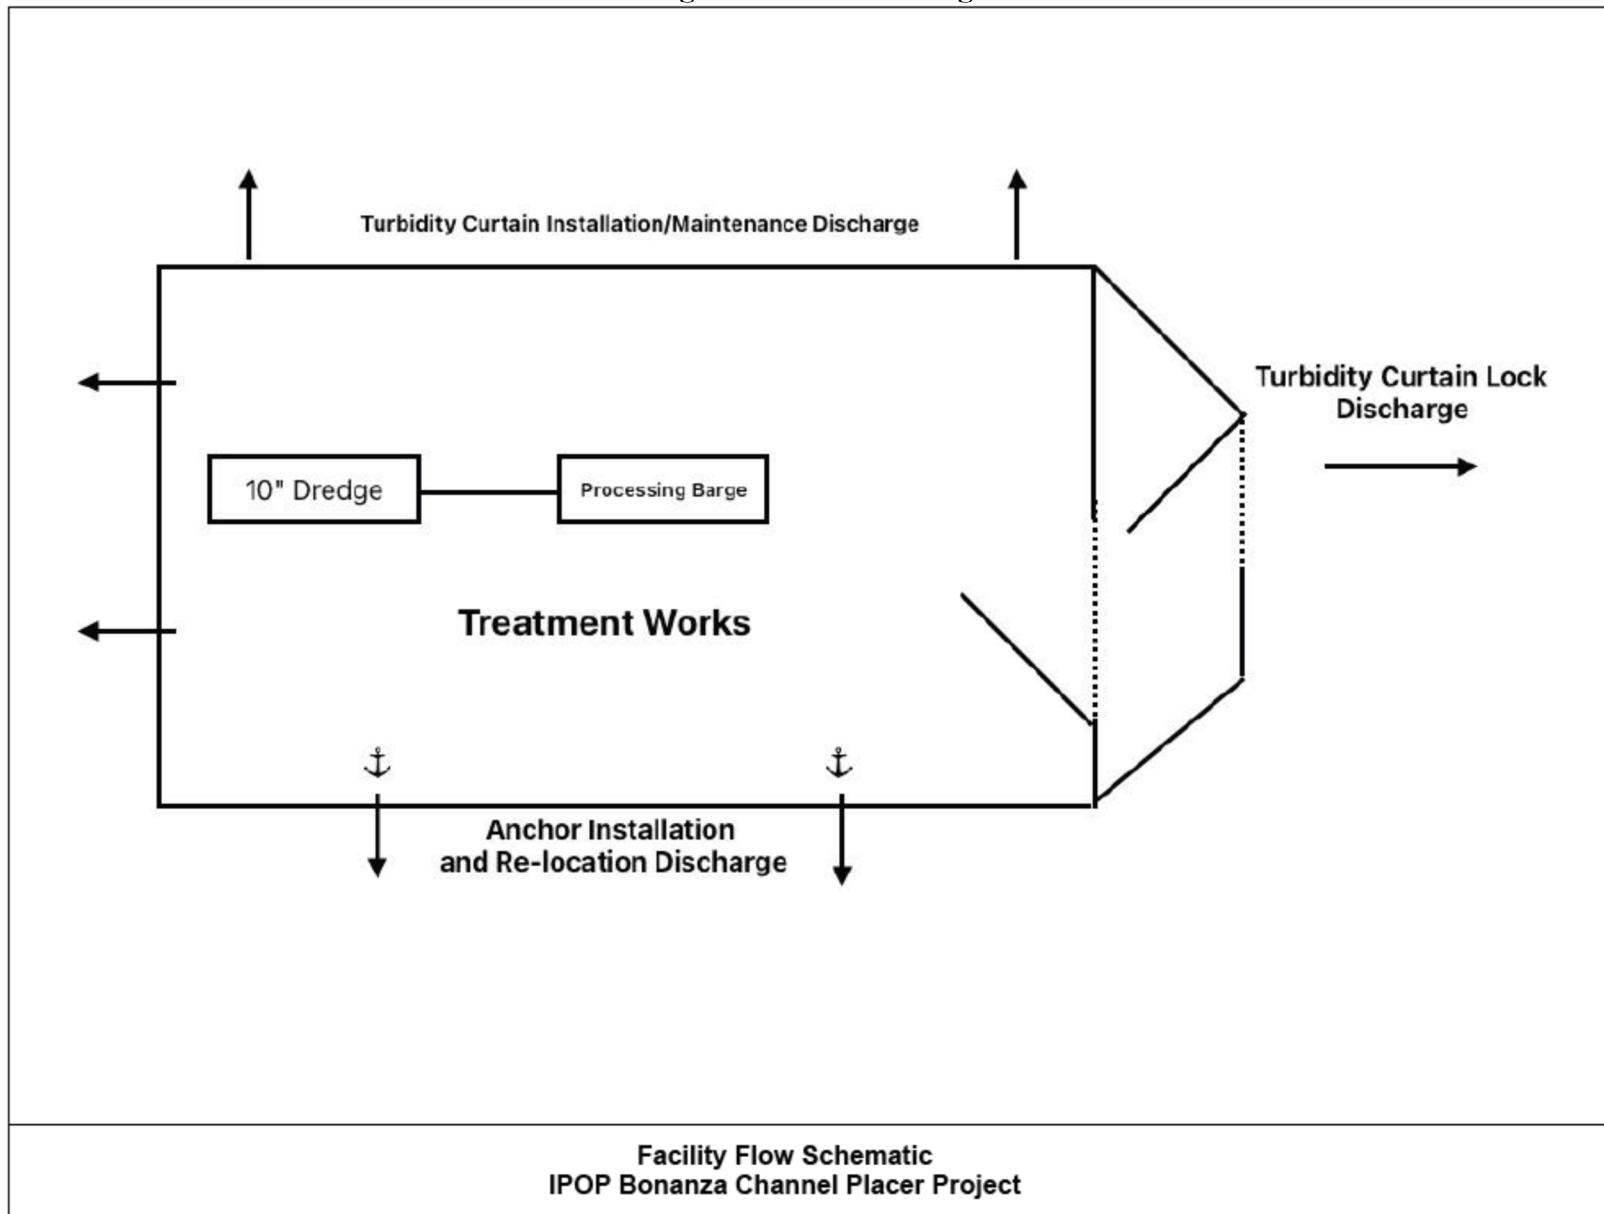 Turbidity Curtain Installation/Maintenance Discharge
Turbidity Curtain Lock
Discharge
10" Dredge
Processing Barge
Treatment Works
Anchor Installation
and Re-location Discharge
Facility Flow Schematic
IPOP Bonanza Channel Placer Project